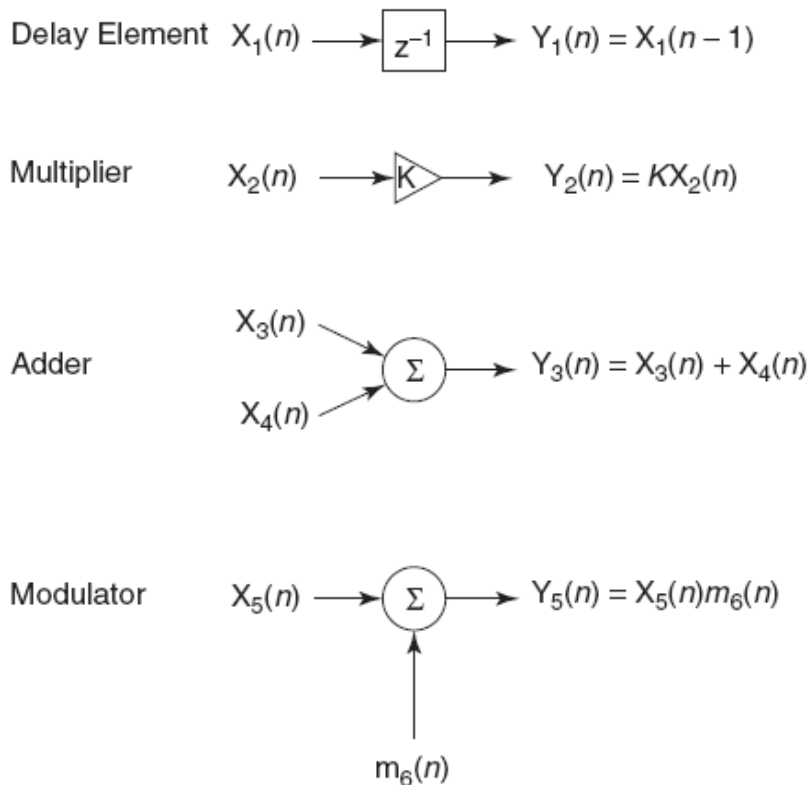 Delay Element X₁(n) z⁻¹ Y₁(n) = X₁(n – 1)
Multiplier X₂(n) K Y₂(n) = KX₂(n)
X₃(n)
Adder Σ Y₃(n) = X₃(n) + X₄(n)
X₄(n)
Modulator X₅(n) Σ Y₅(n) = X₅(n)m₆(n)
m₆(n)